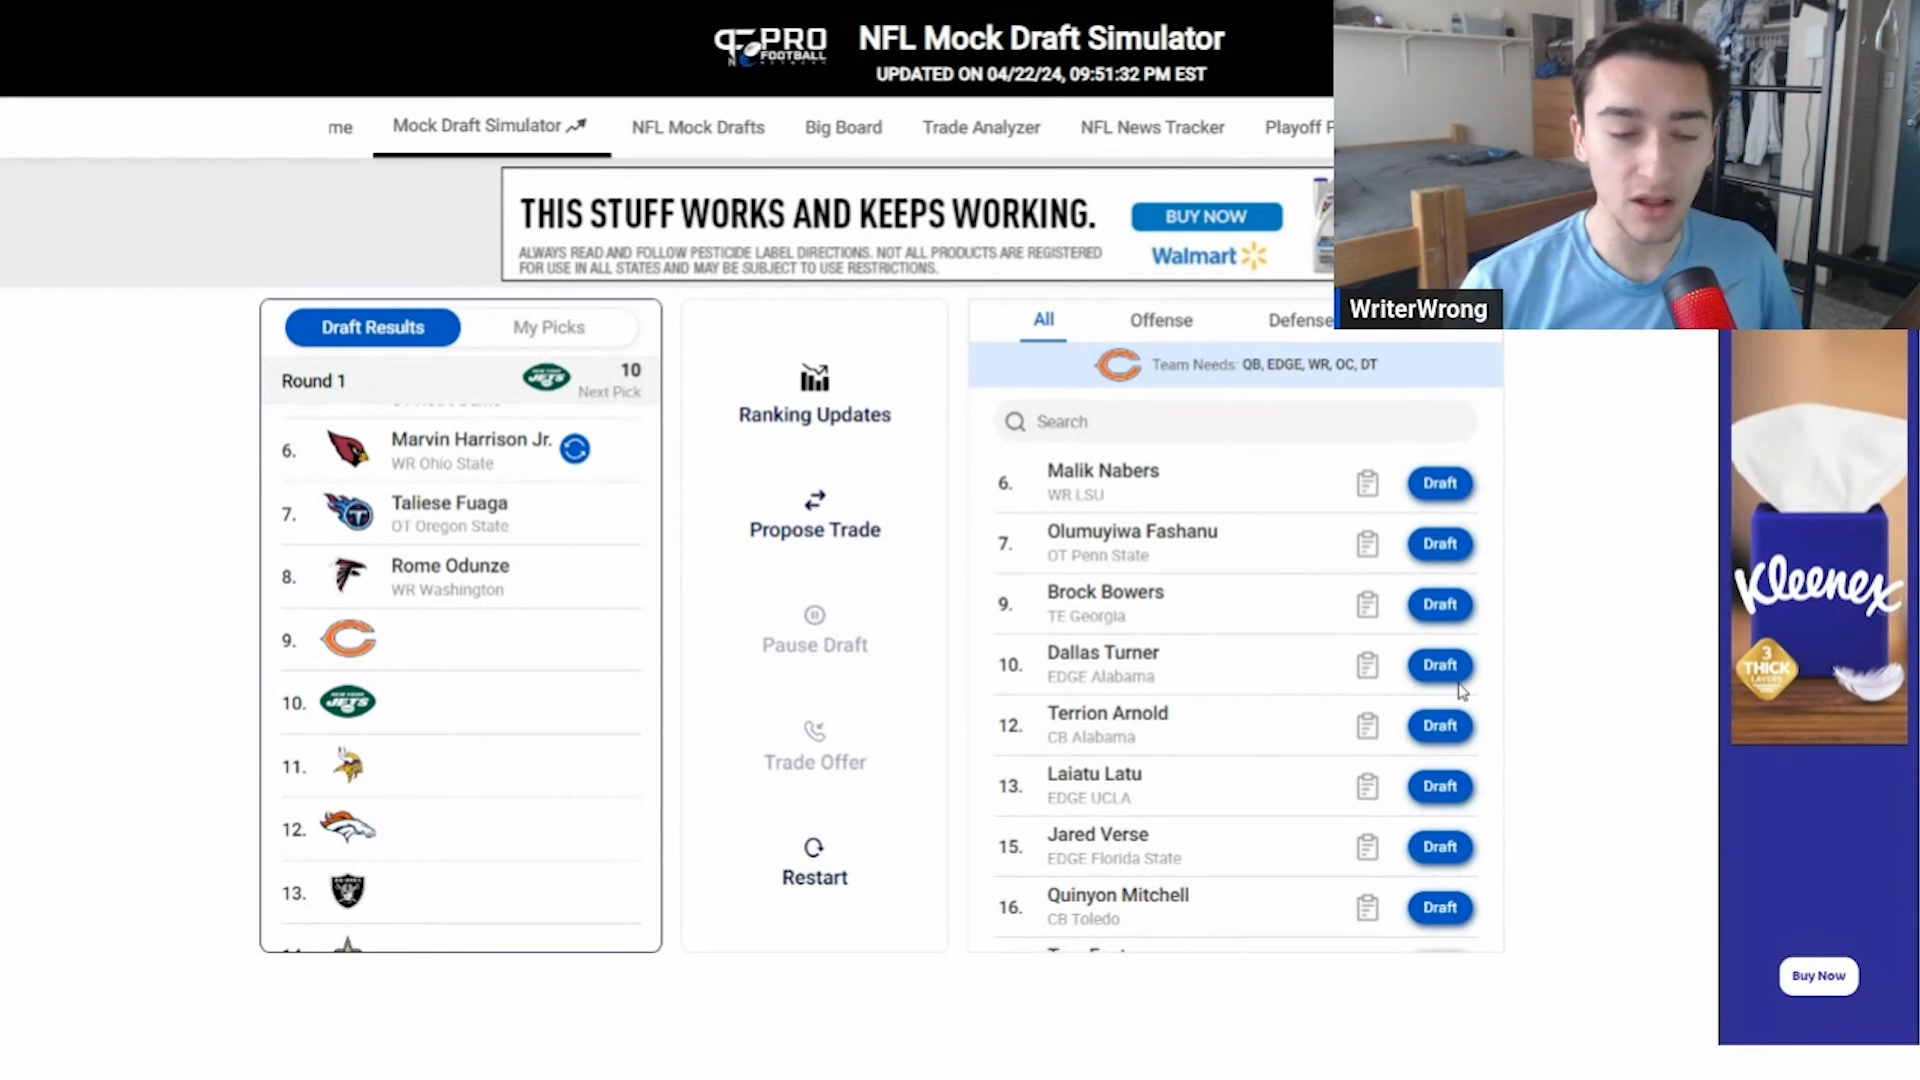 PRO
FOOTBALL
NETWORK
NFL Mock Draft Simulator
UPDATED ON 04/22/24, 09:51:32 PM EST
me
Mock Draft Simulator
NFL Mock Drafts
Big Board
Trade Analyzer
NFL News Tracker
Playoff P
THIS STUFF WORKS AND KEEPS WORKING.
ALWAYS READ AND FOLLOW PESTICIDE LABEL DIRECTIONS. NOT ALL PRODUCTS ARE REGISTERED
FOR USE IN ALL STATES AND MAY BE SUBJECT TO USE RESTRICTIONS.
BUY NOW
Walmart
WriterWrong
Draft Results
My Picks
Round 1
JETS
10
Next Pick
6.
Marvin Harrison Jr.
WR Ohio State
7.
Taliese Fuaga
OT Oregon State
8.
Rome Odunze
WR Washington
9.
10.
JETS
11.
12.
13.
Ranking Updates
Propose Trade
Pause Draft
Trade Offer
Restart
All
Offense
Defense
Team Needs: QB, EDGE, WR, OC, DT
Search
6.
Malik Nabers
WR LSU
Draft
7.
Olumuyiwa Fashanu
OT Penn State
Draft
9.
Brock Bowers
TE Georgia
Draft
10.
Dallas Turner
EDGE Alabama
Draft
12.
Terrion Arnold
CB Alabama
Draft
13.
Laiatu Latu
EDGE UCLA
Draft
15.
Jared Verse
EDGE Florida State
Draft
16.
Quinyon Mitchell
CB Toledo
Draft
Kleenex
3
THICK
LAYERS
Buy Now